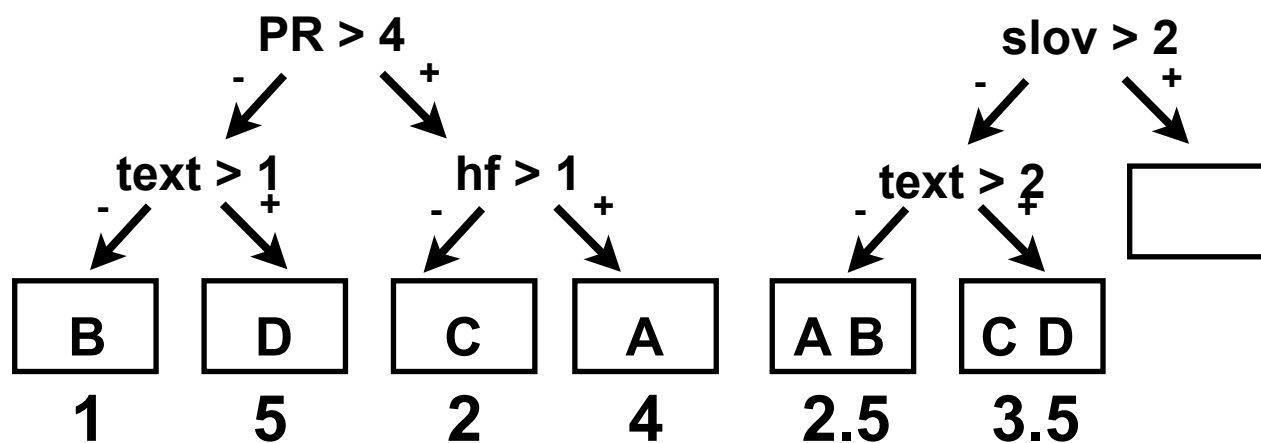 PR > 4
slov > 2
- +
- +
text > 1
hf > 1
text > 2
- +
- +
- +
B
D
C
A
A B
C D
1
5
2
4
2.5
3.5